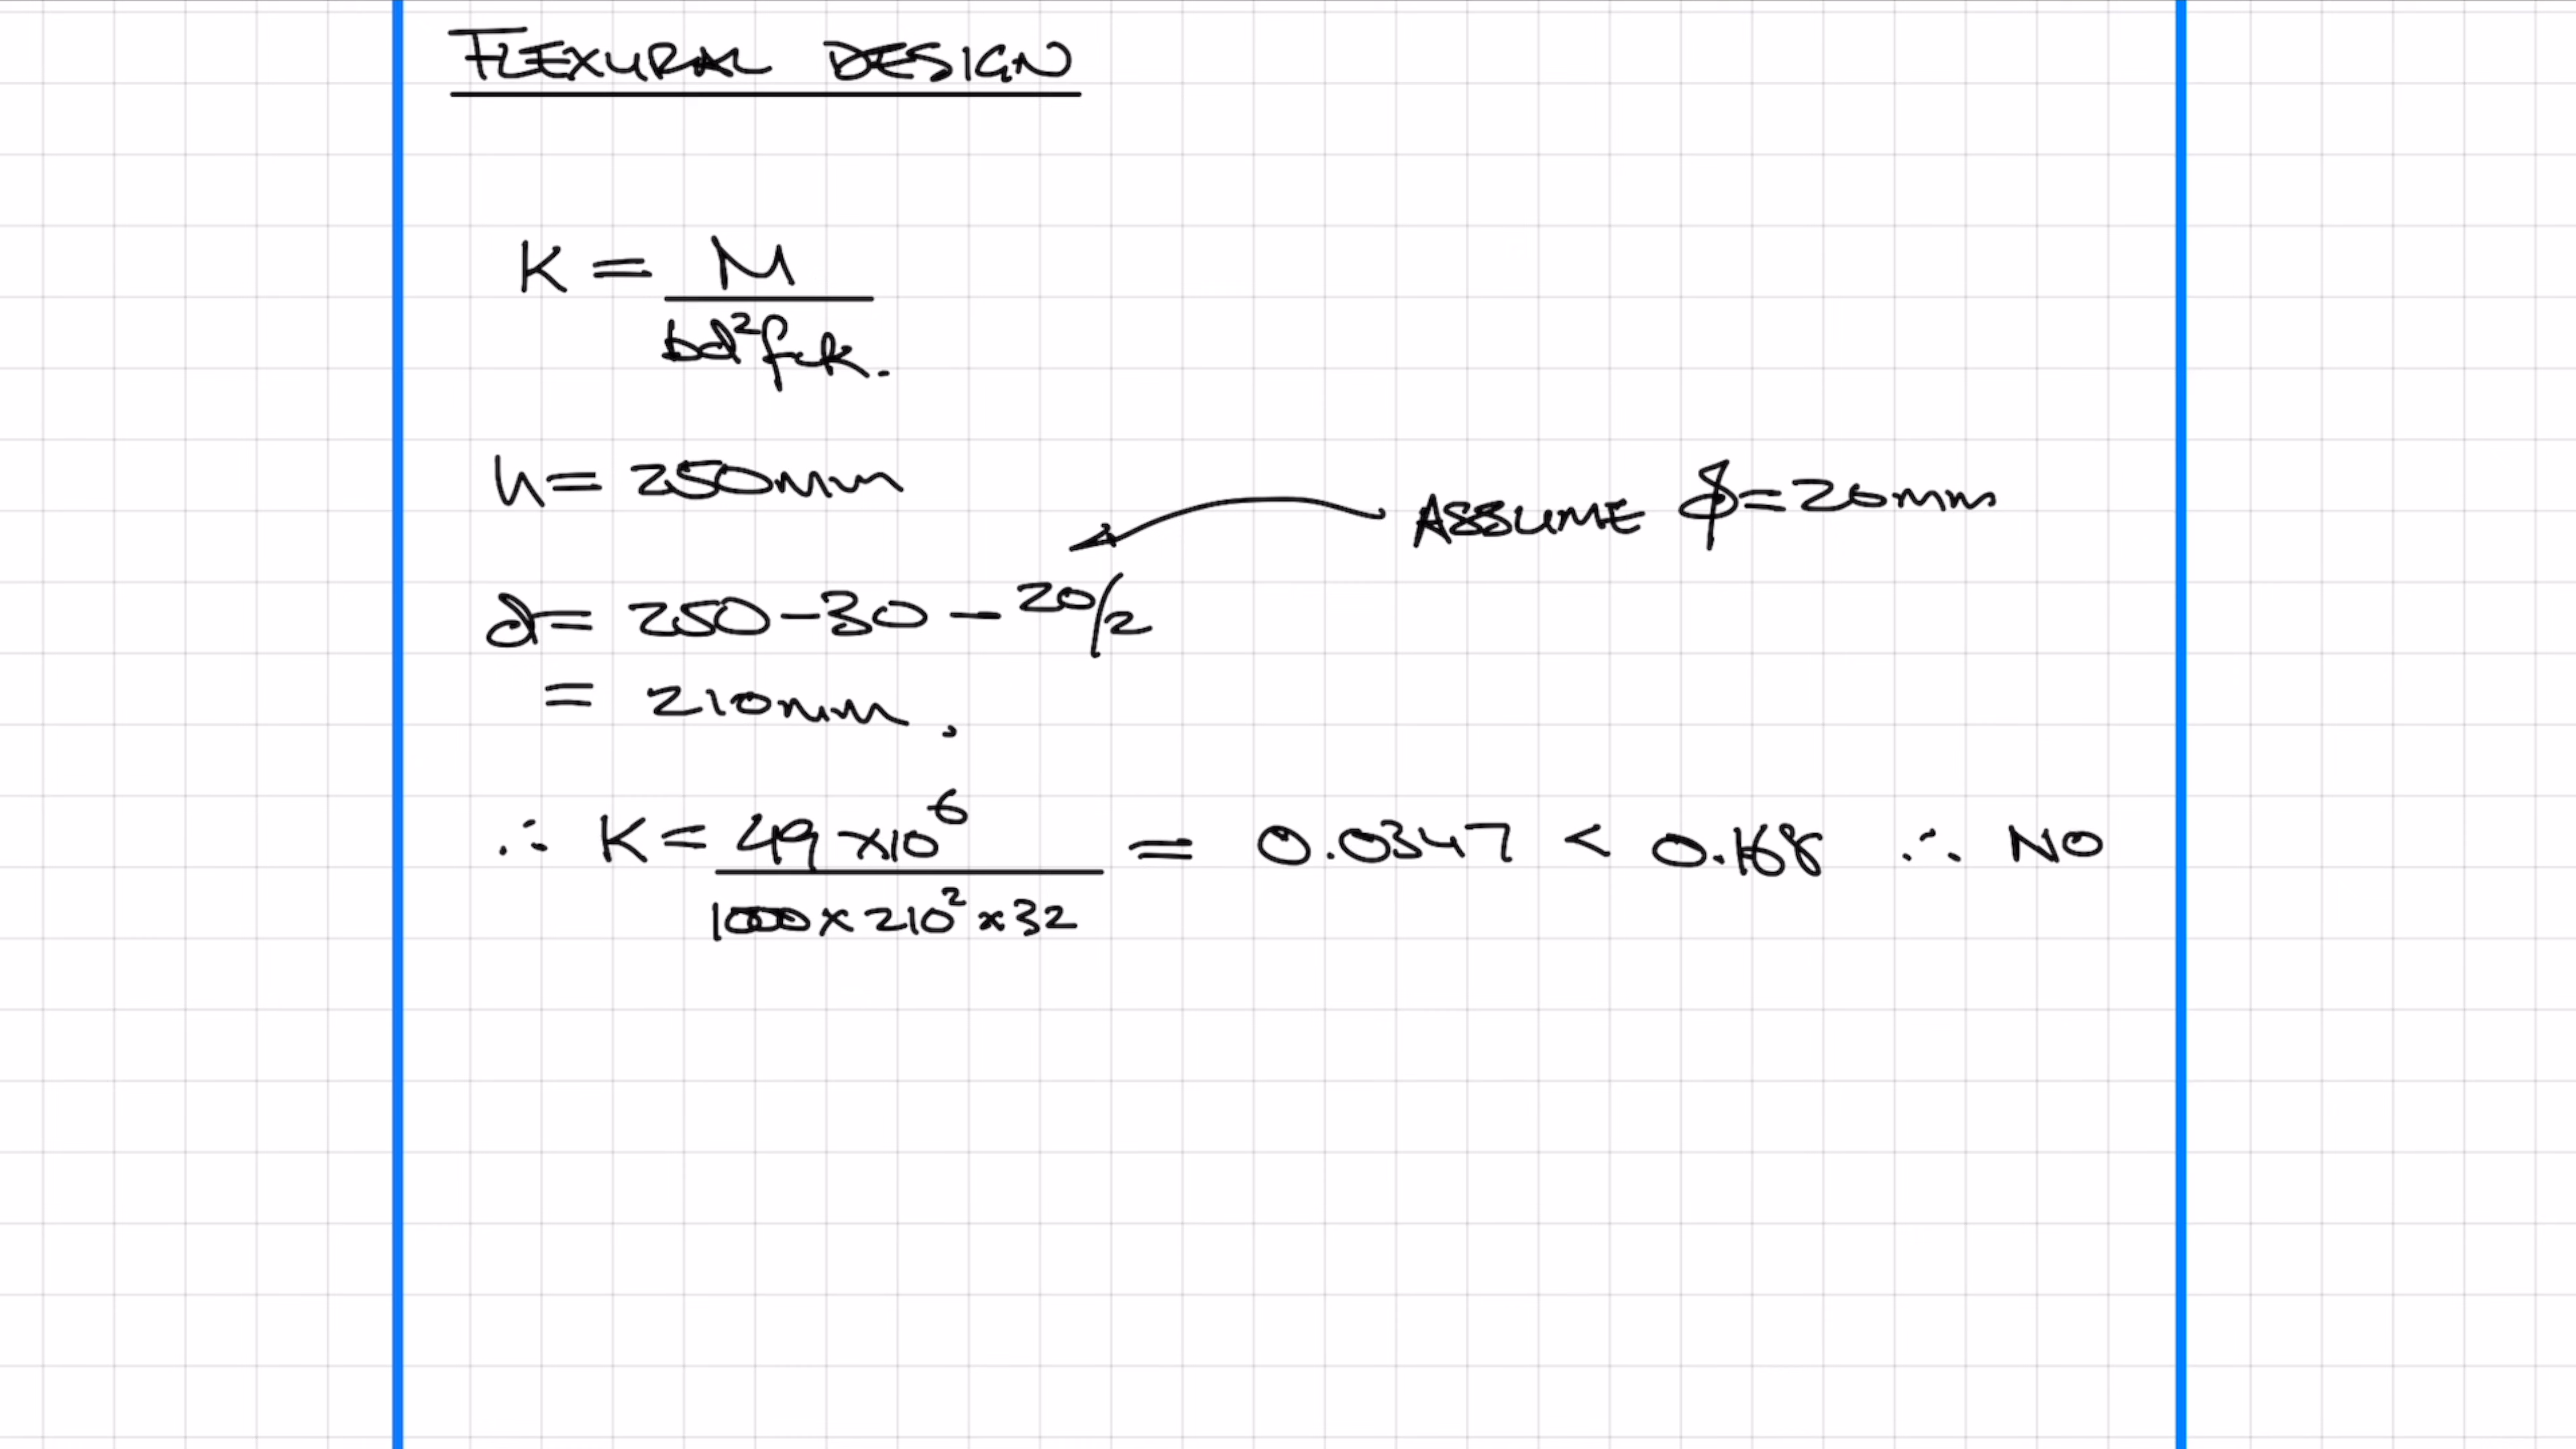 FLEXURAL DESIGN
K = M
bd²fck.
h = 250mm
ASSUME ϕ = 20mm
d = 250 - 30 - 20/2
= 210mm.
∴ K = 49 x10⁶ = 0.0347 < 0.168 ∴ NO
1000 x 210² x 32